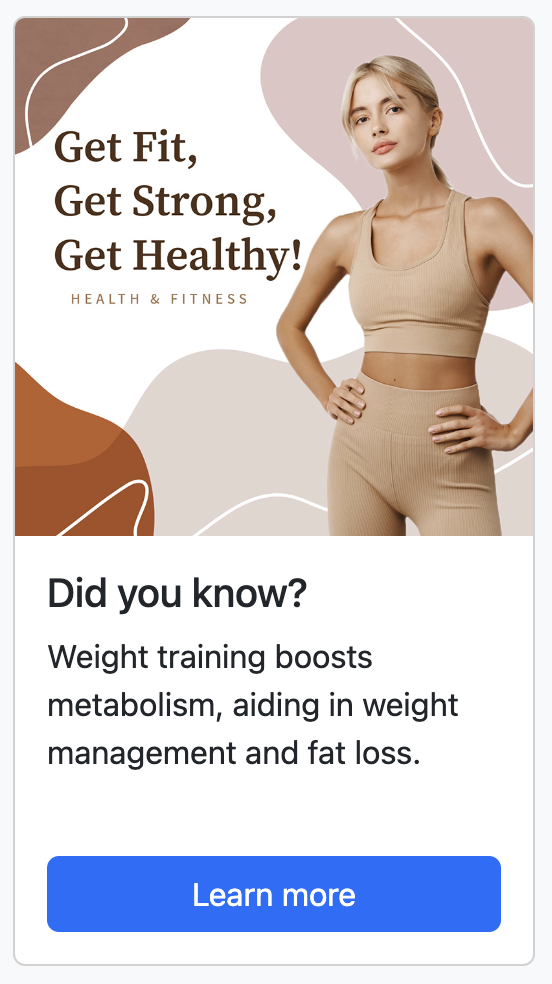 Get Fit,
Get Strong,
Get Healthy!
HEALTH & FITNESS
Did you know?
Weight training boosts
metabolism, aiding in weight
management and fat loss.
Learn more